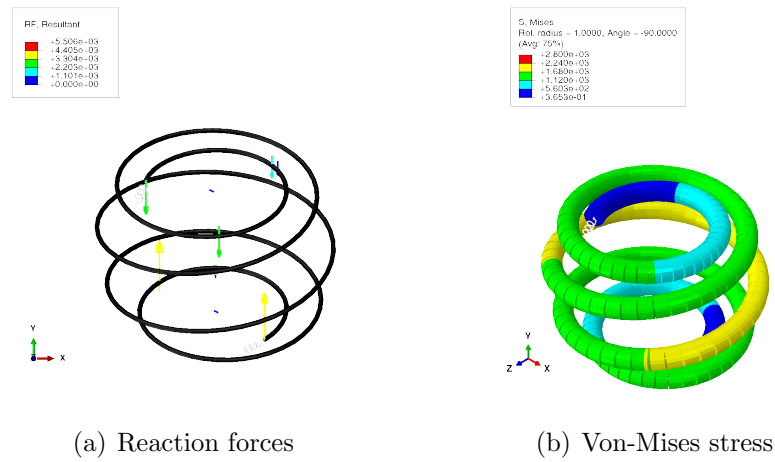 RF, Resultant
+5.506e+03
+4.405e+03
+3.304e+03
+2.203e+03
+1.101e+03
+0.000e+00
Y
X
(a) Reaction forces
S, Mises
Rel. radius = 1.0000, Angle = -90.0000
(Avg: 75%)
+2.800e+03
+2.240e+03
+1.680e+03
+1.120e+03
+5.603e+02
+3.653e-01
Y
Z
X
(b) Von-Mises stress